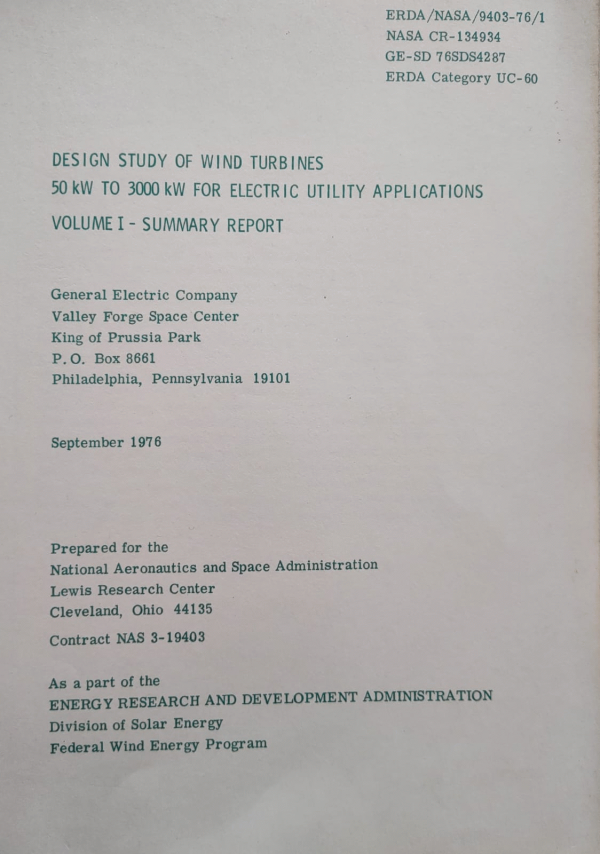 ERDA/NASA/9403-76/1
NASA CR-134934
GE-SD 76SDS4287
ERDA Category UC-60
DESIGN STUDY OF WIND TURBINES
50 kW TO 3000 kW FOR ELECTRIC UTILITY APPLICATIONS
VOLUME I - SUMMARY REPORT
General Electric Company
Valley Forge Space Center
King of Prussia Park
P.O. Box 8661
Philadelphia, Pennsylvania 19101
September 1976
Prepared for the
National Aeronautics and Space Administration
Lewis Research Center
Cleveland, Ohio 44135
Contract NAS 3-19403
As a part of the
ENERGY RESEARCH AND DEVELOPMENT ADMINISTRATION
Division of Solar Energy
Federal Wind Energy Program